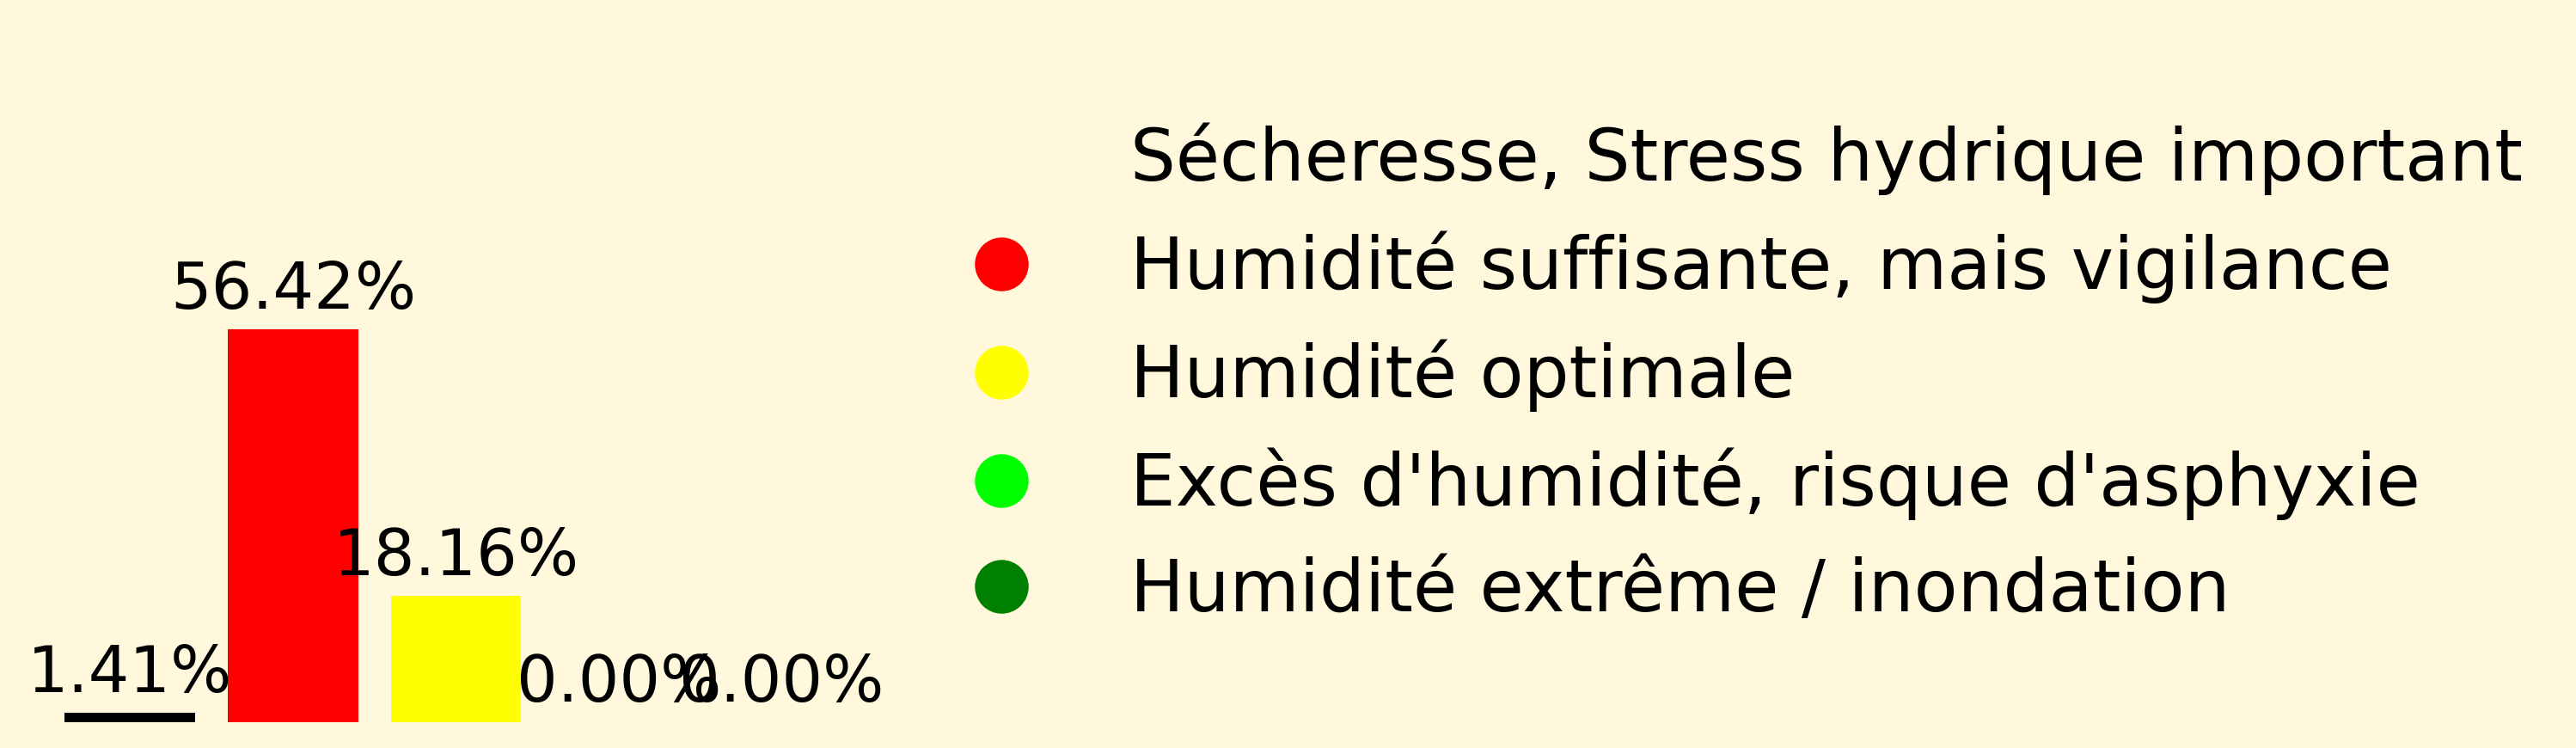 Sécheresse, Stress hydrique important
Humidité suffisante, mais vigilance
Humidité optimale
Excès d'humidité, risque d'asphyxie
Humidité extrême / inondation
56.42%
18.16%
1.41%
0.00%
0.00%